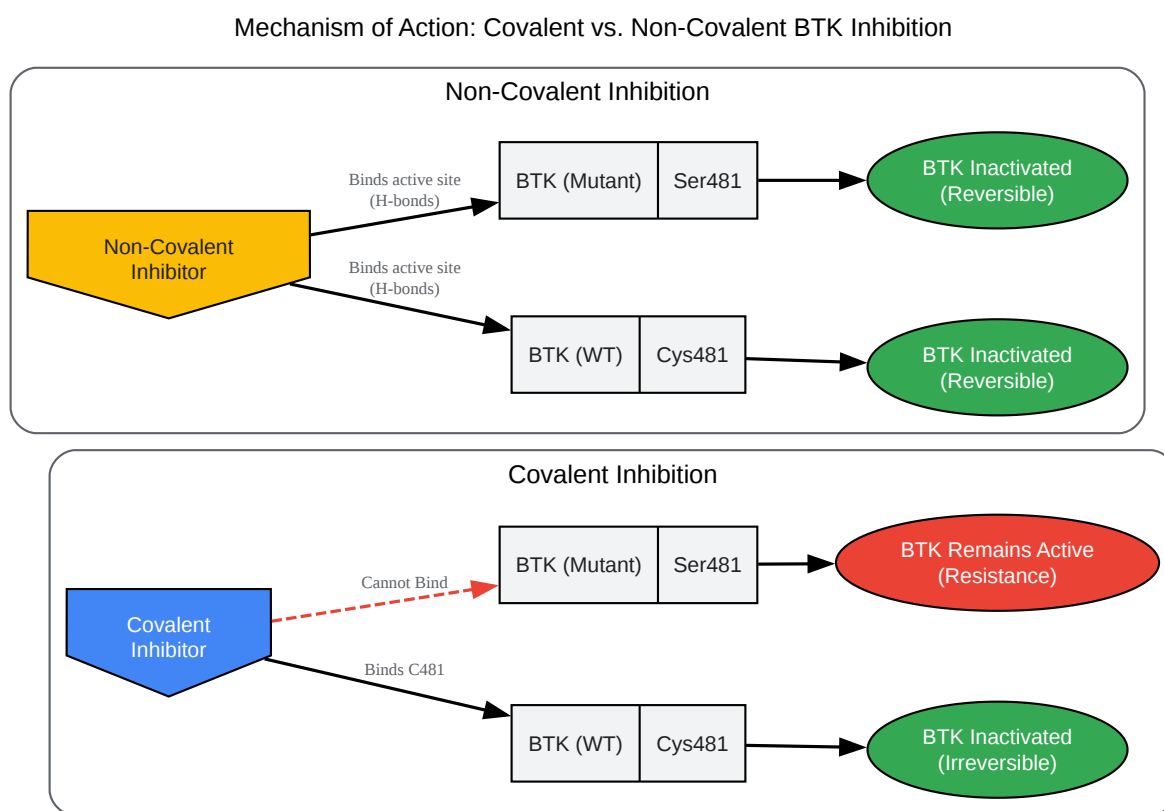 Mechanism of Action: Covalent vs. Non-Covalent BTK Inhibition
Non-Covalent Inhibition
Non-Covalent
Inhibitor
Binds active site
(H-bonds)
BTK (Mutant)
Ser481
BTK Inactivated
(Reversible)
Binds active site
(H-bonds)
BTK (WT)
Cys481
BTK Inactivated
(Reversible)
Covalent Inhibition
Covalent
Inhibitor
Cannot Bind
BTK (Mutant)
Ser481
BTK Remains Active
(Resistance)
Binds C481
BTK (WT)
Cys481
BTK Inactivated
(Irreversible)